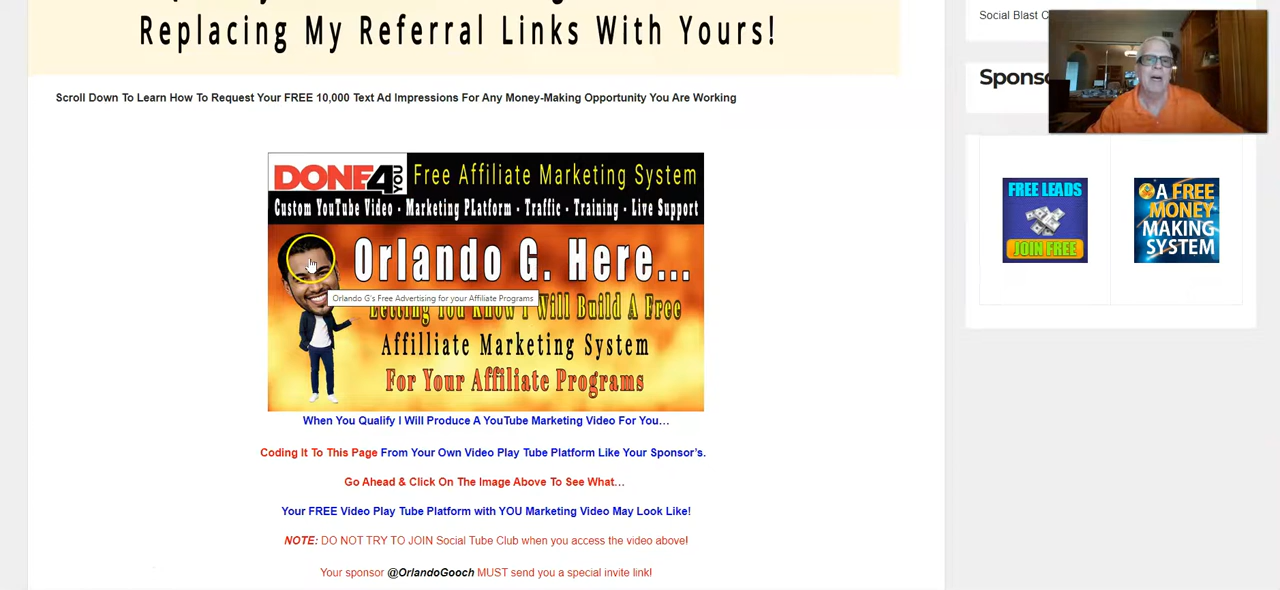 Replacing My Referral Links With Yours!
Scroll Down To Learn How To Request Your FREE 10,000 Text Ad Impressions For Any Money-Making Opportunity You Are Working
DONE4YOU Free Affiliate Marketing System
Custom YouTube Video - Marketing Platform - Traffic - Training - Live Support
Orlando G. Here...
Orlando G's Free Advertising for your Affiliate Programs
Letting You Know I Will Build A Free
Affilliate Marketing System
For Your Affiliate Programs
When You Qualify I Will Produce A YouTube Marketing Video For You…
Coding It To This Page From Your Own Video Play Tube Platform Like Your Sponsor's.
Go Ahead & Click On The Image Above To See What…
Your FREE Video Play Tube Platform with YOU Marketing Video May Look Like!
NOTE: DO NOT TRY TO JOIN Social Tube Club when you access the video above!
Your sponsor @OrlandoGooch MUST send you a special invite link!
Social Blast
FREE LEADS
JOIN FREE
A FREE
MONEY
MAKING
SYSTEM